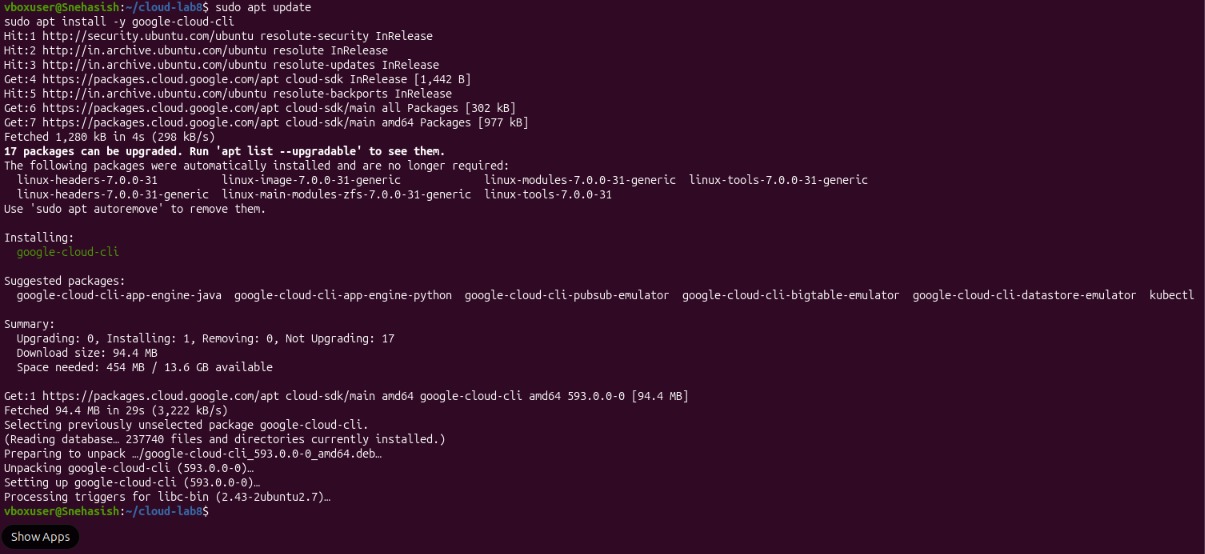 vboxuser@Snehasish:~/cloud-lab8$ sudo apt update
sudo apt install -y google-cloud-cli
Hit:1 http://security.ubuntu.com/ubuntu resolute-security InRelease
Hit:2 http://in.archive.ubuntu.com/ubuntu resolute InRelease
Hit:3 http://in.archive.ubuntu.com/ubuntu resolute-updates InRelease
Get:4 https://packages.cloud.google.com/apt cloud-sdk InRelease [1,442 B]
Hit:5 http://in.archive.ubuntu.com/ubuntu resolute-backports InRelease
Get:6 https://packages.cloud.google.com/apt cloud-sdk/main all Packages [302 kB]
Get:7 https://packages.cloud.google.com/apt cloud-sdk/main amd64 Packages [977 kB]
Fetched 1,280 kB in 4s (298 kB/s)
17 packages can be upgraded. Run 'apt list --upgradable' to see them.
The following packages were automatically installed and are no longer required:
  linux-headers-7.0.0-31          linux-image-7.0.0-31-generic             linux-modules-7.0.0-31-generic  linux-tools-7.0.0-31-generic
  linux-headers-7.0.0-31-generic  linux-main-modules-zfs-7.0.0-31-generic  linux-tools-7.0.0-31
Use 'sudo apt autoremove' to remove them.

Installing:
  google-cloud-cli

Suggested packages:
  google-cloud-cli-app-engine-java  google-cloud-cli-app-engine-python  google-cloud-cli-pubsub-emulator  google-cloud-cli-bigtable-emulator  google-cloud-cli-datastore-emulator  kubectl

Summary:
  Upgrading: 0, Installing: 1, Removing: 0, Not Upgrading: 17
  Download size: 94.4 MB
  Space needed: 454 MB / 13.6 GB available

Get:1 https://packages.cloud.google.com/apt cloud-sdk/main amd64 google-cloud-cli amd64 593.0.0-0 [94.4 MB]
Fetched 94.4 MB in 29s (3,222 kB/s)
Selecting previously unselected package google-cloud-cli.
(Reading database… 237740 files and directories currently installed.)
Preparing to unpack …/google-cloud-cli_593.0.0-0_amd64.deb…
Unpacking google-cloud-cli (593.0.0-0)…
Setting up google-cloud-cli (593.0.0-0)…
Processing triggers for libc-bin (2.43-2ubuntu2.7)…
vboxuser@Snehasish:~/cloud-lab8$
Show Apps